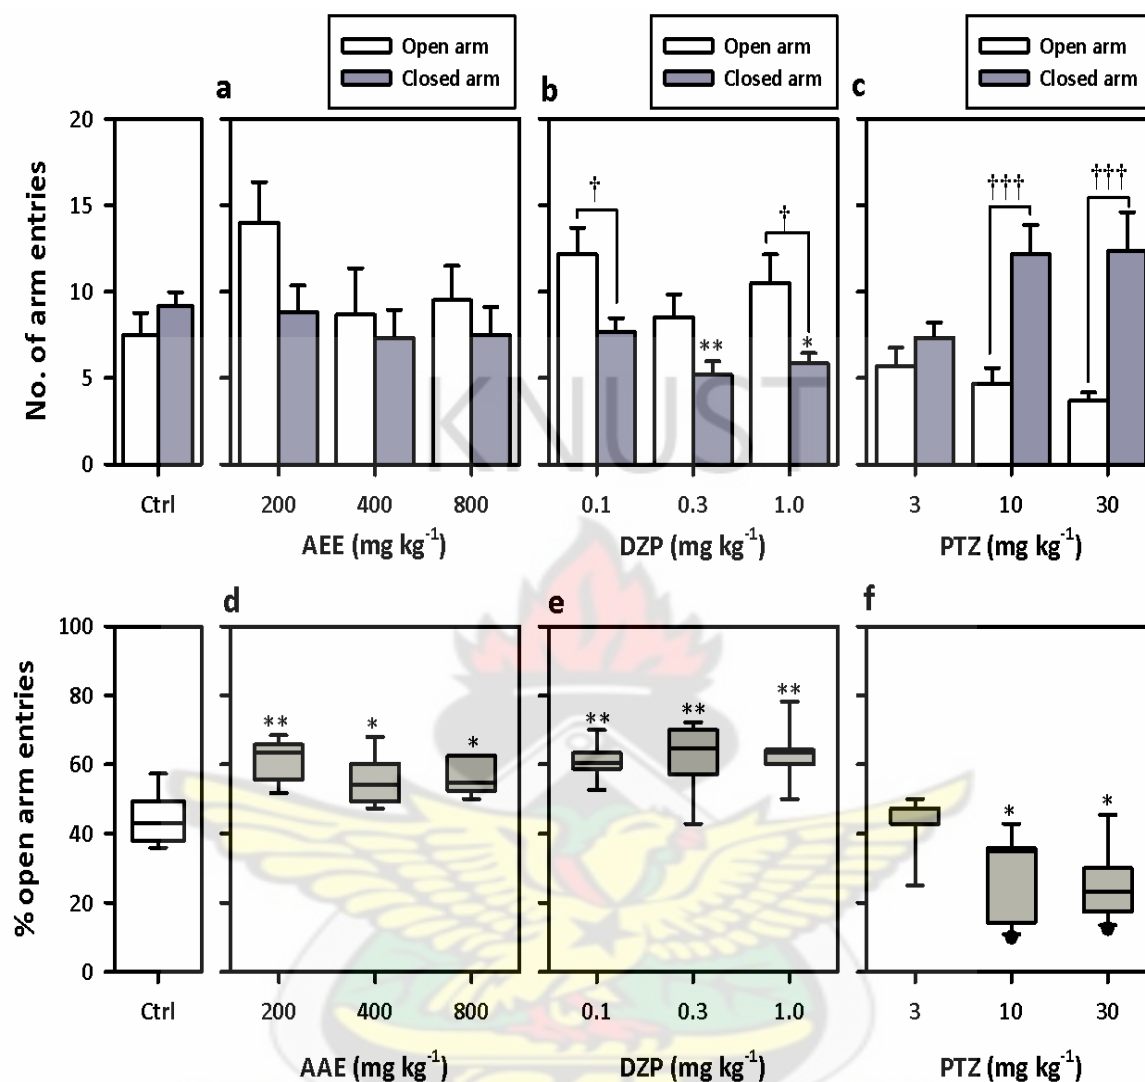 Open arm
Closed arm
Open arm
Closed arm
Open arm
Closed arm
a
b
c
No. of arm entries
20
15
10
5
0
†
†
†††
†††
**
*
Ctrl
200 400 800
0.1 0.3 1.0
3 10 30
AEE (mg kg-1)
DZP (mg kg-1)
PTZ (mg kg-1)
KNUST
d
e
f
% open arm entries
100
80
60
40
20
0
** * *
** ** **
* *
Ctrl
200 400 800
0.1 0.3 1.0
3 10 30
AAE (mg kg-1)
DZP (mg kg-1)
PTZ (mg kg-1)